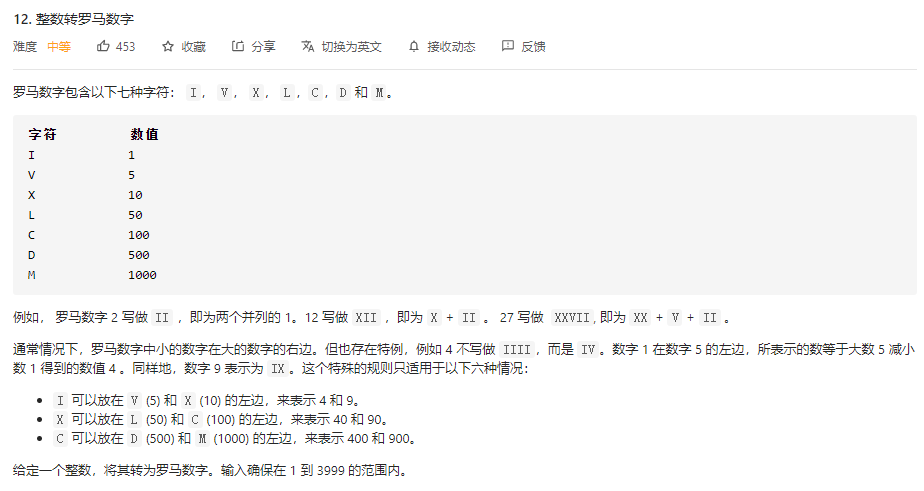 12. 整数转罗马数字
难度 中等 453 收藏 分享 切换为英文 接收动态 反馈
罗马数字包含以下七种字符： I， V， X， L，C，D 和 M。
字符 数值
I 1
V 5
X 10
L 50
C 100
D 500
M 1000
例如， 罗马数字 2 写做 II ，即为两个并列的 1。12 写做 XII ，即为 X + II 。 27 写做 XXVII, 即为 XX + V + II 。
通常情况下，罗马数字中小的数字在大的数字的右边。但也存在特例，例如 4 不写做 IIII，而是 IV。数字 1 在数字 5 的左边，所表示的数等于大数 5 减小
数 1 得到的数值 4 。同样地，数字 9 表示为 IX。这个特殊的规则只适用于以下六种情况：
• I 可以放在 V (5) 和 X (10) 的左边，来表示 4 和 9。
• X 可以放在 L (50) 和 C (100) 的左边，来表示 40 和 90。
• C 可以放在 D (500) 和 M (1000) 的左边，来表示 400 和 900。
给定一个整数，将其转为罗马数字。输入确保在 1 到 3999 的范围内。